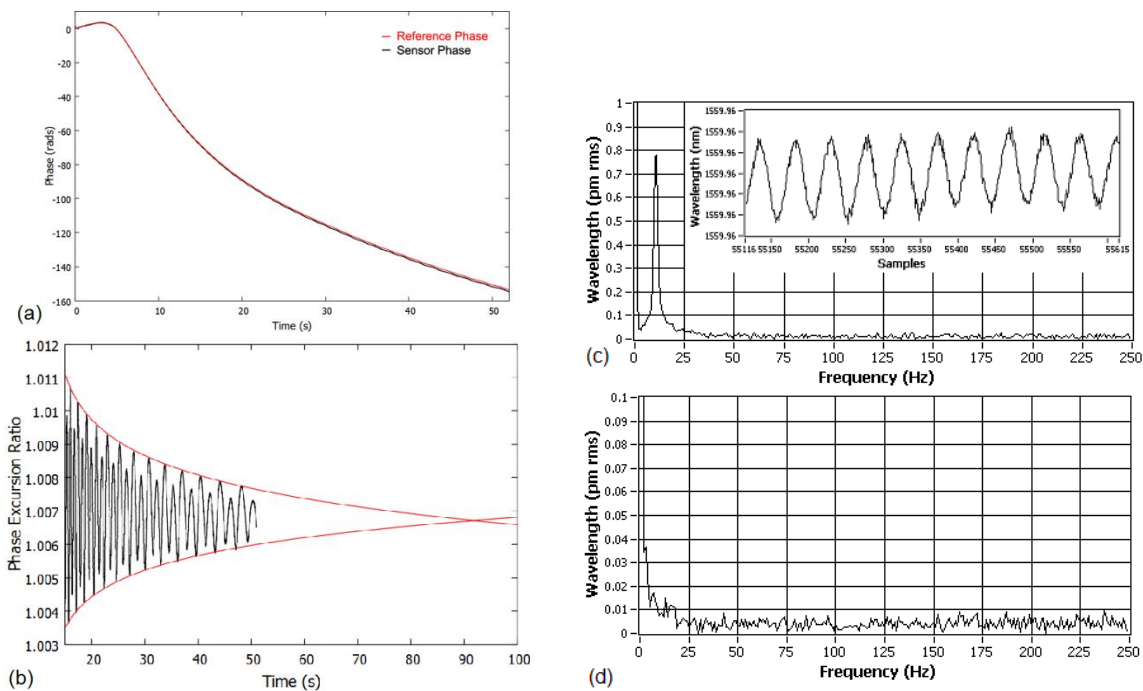 0
-20
-40
-60
-80
-100
-120
-140
-160
Phase (rads)
Reference Phase
Sensor Phase
0 10 20 30 40 50
Time (s)
(a)
1.012
1.011
1.01
1.009
1.008
1.007
1.006
1.005
1.004
1.003
Phase Excursion Ratio
20 30 40 50 60 70 80 90 100
Time (s)
(b)
1
0.9
0.8
0.7
0.6
0.5
0.4
0.3
0.2
0.1
0
Wavelength (pm rms)
1559.96
1559.96
1559.96
1559.96
1559.96
1559.96
1559.96
Wavelength (nm)
55116 55150 55200 55250 55300 55350 55400 55450 55500 55550 55615
Samples
0 25 50 75 100 125 150 175 200 225 250
Frequency (Hz)
(c)
0.1
0.09
0.08
0.07
0.06
0.05
0.04
0.03
0.02
0.01
0
Wavelength (pm rms)
0 25 50 75 100 125 150 175 200 225 250
Frequency (Hz)
(d)